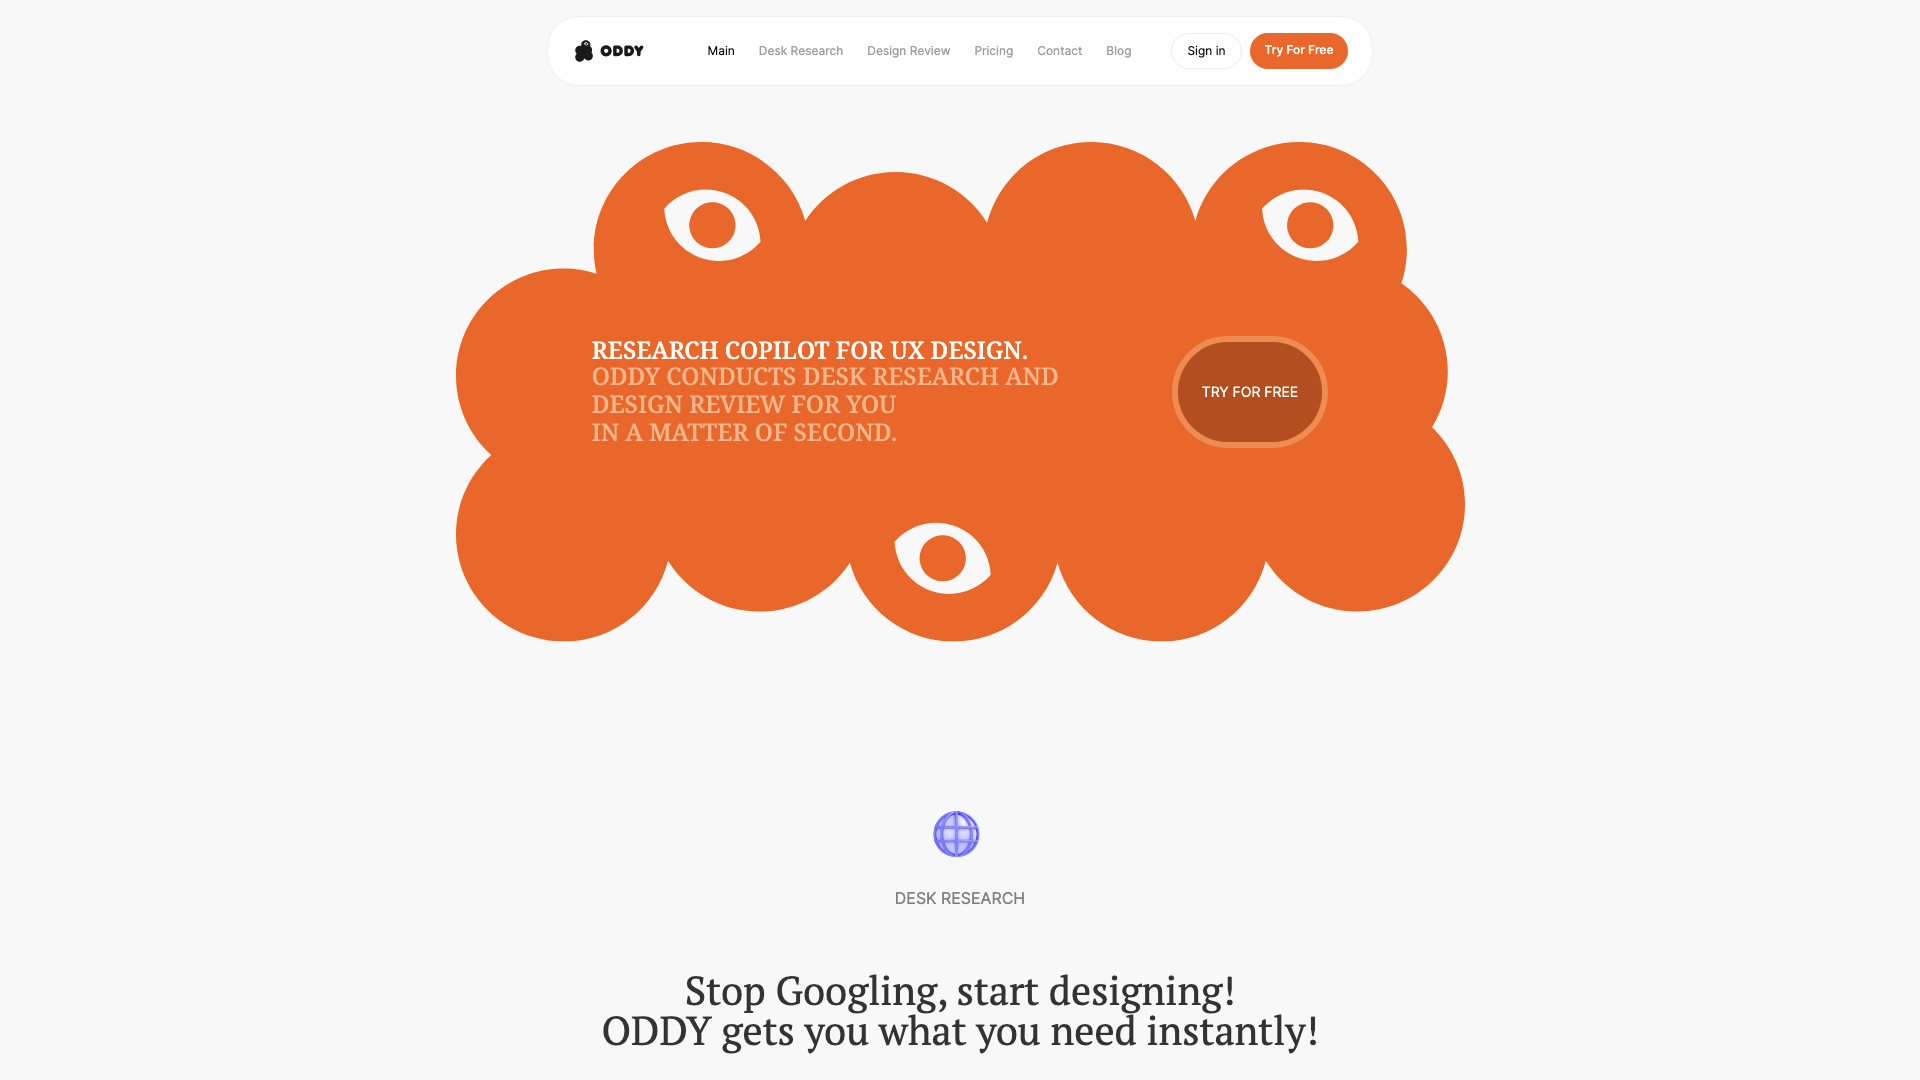 ODDY
Main
Desk Research
Design Review
Pricing
Contact
Blog
Sign in
Try For Free
RESEARCH COPILOT FOR UX DESIGN.
ODDY CONDUCTS DESK RESEARCH AND
DESIGN REVIEW FOR YOU
IN A MATTER OF SECOND.
TRY FOR FREE
DESK RESEARCH
Stop Googling, start designing!
ODDY gets you what you need instantly!